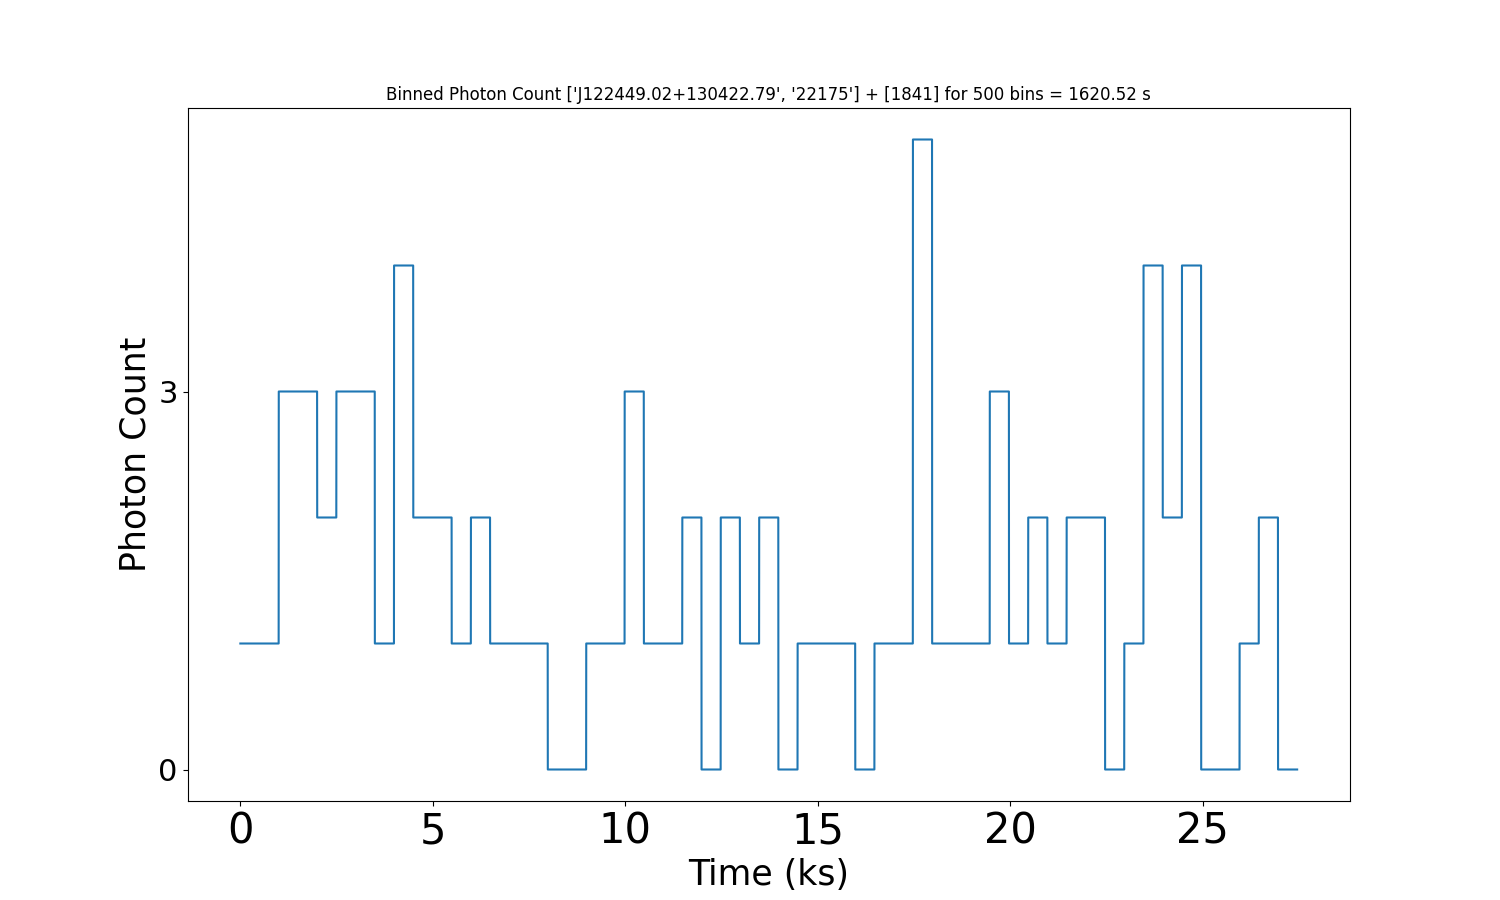 Binned Photon Count ['J122449.02+130422.79', '22175'] + [1841] for 500 bins = 1620.52 s
Photon Count
3
0
0 5 10 15 20 25
Time (ks)